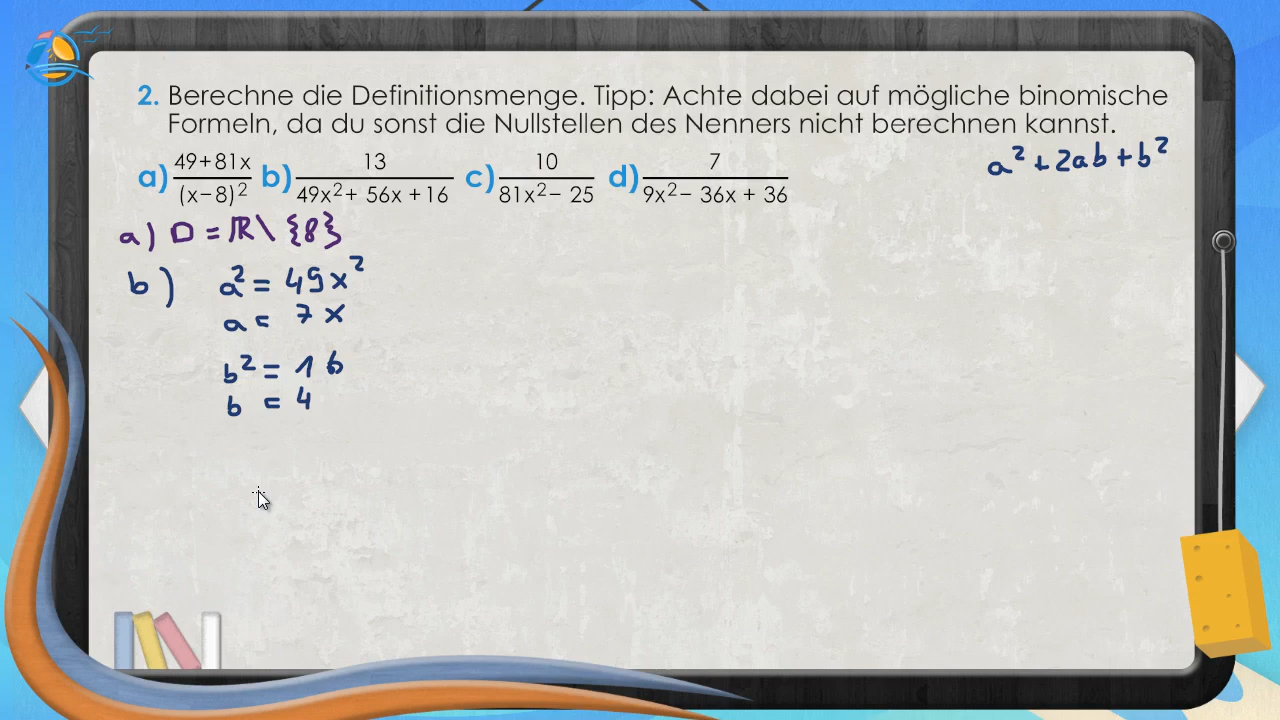 2. Berechne die Definitionsmenge. Tipp: Achte dabei auf mögliche binomische
Formeln, da du sonst die Nullstellen des Nenners nicht berechnen kannst.
a² + 2ab + b²
a) (49+81x)/(x−8)² b) 13/(49x²+ 56x +16) c) 10/(81x²− 25) d) 7/(9x²− 36x + 36)
a) D = ℝ\ {8}
b) a² = 49x²
a = 7x
b² = 16
b = 4